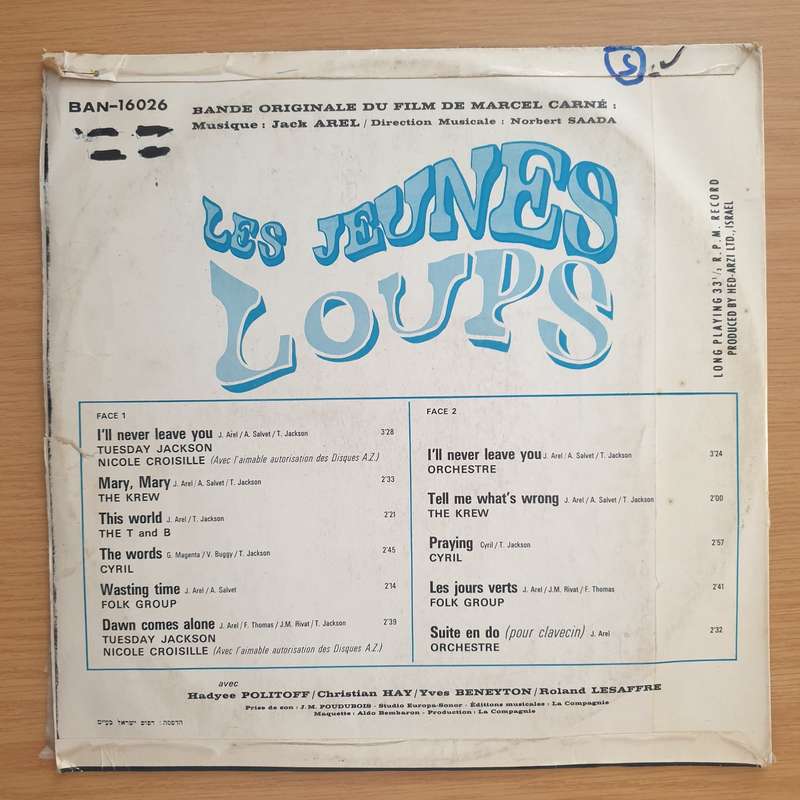 S
BAN-16026
BANDE ORIGINALE DU FILM DE MARCEL CARNÉ :
Musique : Jack AREL / Direction Musicale : Norbert SAADA
LES JEUNES
LOUPS
LONG PLAYING 33 1/3 R.P.M. RECORD
PRODUCED BY HED-ARZI LTD., ISRAEL
FACE 1
I'll never leave you J. Arel / A. Salvet / T. Jackson 3'28
TUESDAY JACKSON
NICOLE CROISILLE (Avec l'aimable autorisation des Disques A.Z.)
Mary, Mary J. Arel / A. Salvet / T. Jackson 2'33
THE KREW
This world J. Arel / T. Jackson 2'21
THE T and B
The words G. Magenta / V. Buggy / T. Jackson 2'45
CYRIL
Wasting time J. Arel / A. Salvet 2'14
FOLK GROUP
Dawn comes alone J. Arel / F. Thomas / J.M. Rivat / T. Jackson 2'39
TUESDAY JACKSON
NICOLE CROISILLE (Avec l'aimable autorisation des Disques A.Z.)
FACE 2
I'll never leave you J. Arel / A. Salvet / T. Jackson 3'24
ORCHESTRE
Tell me what's wrong J. Arel / A. Salvet / T. Jackson 2'00
THE KREW
Praying Cyril / T. Jackson 2'57
CYRIL
Les jours verts J. Arel / J.M. Rivat / F. Thomas 2'41
FOLK GROUP
Suite en do (pour clavecin) J. Arel 2'32
ORCHESTRE
avec
Hadyee POLITOFF / Christian HAY / Yves BENEYTON / Roland LESAFFRE
Prise de son : J.M. POUDUBOIS - Studio Europa-Sonor - Éditions musicales : La Compagnie
Maquette : Aldo Bembaron - Production : La Compagnie
הדפסה : דפוס ישראל בע"מ